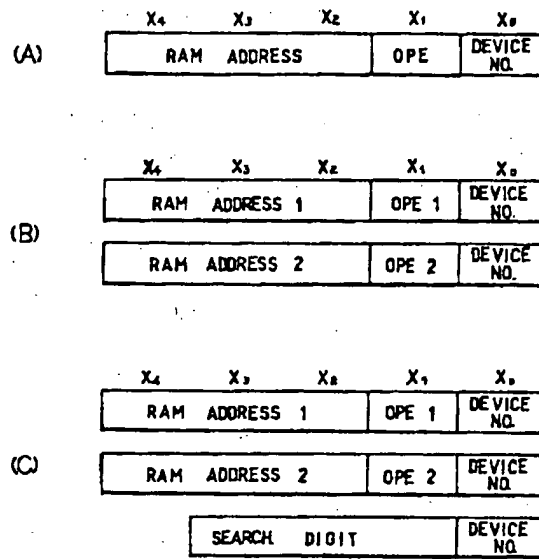 X₄ X₃ X₂ X₁ X₀
(A) RAM ADDRESS OPE DEVICE NO.
X₄ X₃ X₂ X₁ X₀
(B)
RAM ADDRESS 1 OPE 1 DEVICE NO.
RAM ADDRESS 2 OPE 2 DEVICE NO.
X₄ X₃ X₂ X₁ X₀
(C)
RAM ADDRESS 1 OPE 1 DEVICE NO.
RAM ADDRESS 2 OPE 2 DEVICE NO.
SEARCH DIGIT DEVICE NO.